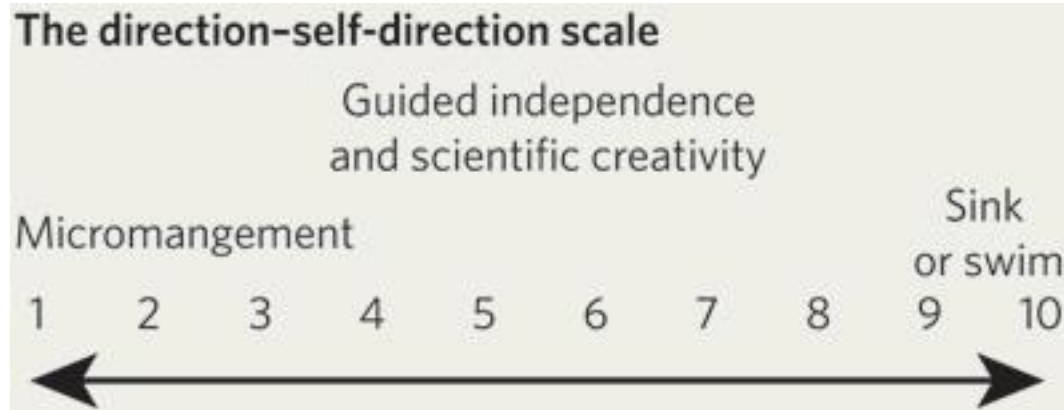 The direction–self-direction scale
Guided independence
and scientific creativity
Micromangement
Sink
or swim
1 2 3 4 5 6 7 8 9 10